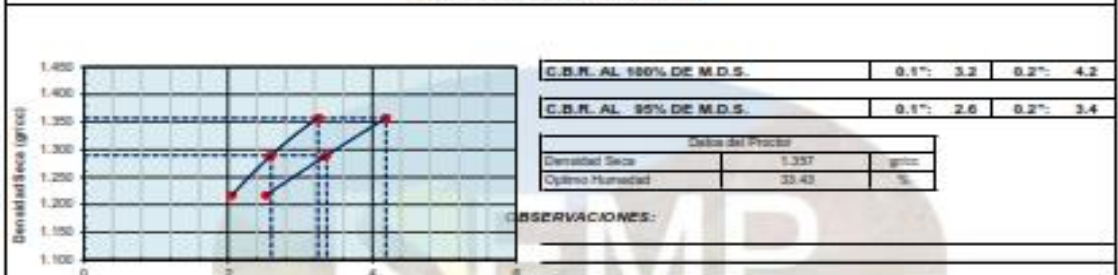 1.450
1.400
1.350
1.300
1.250
1.200
1.150
1.100
Densidad Seca (gr/cc)
0 2 4 6
C.B.R. AL 100% DE M.D.S. 0.1": 3.2 0.2": 4.2
C.B.R. AL 95% DE M.D.S. 0.1": 2.6 0.2": 3.4
Datos del Proctor
Densidad Seca 1.357 gr/cc
Optimo Humedad 33.43 %
OBSERVACIONES: